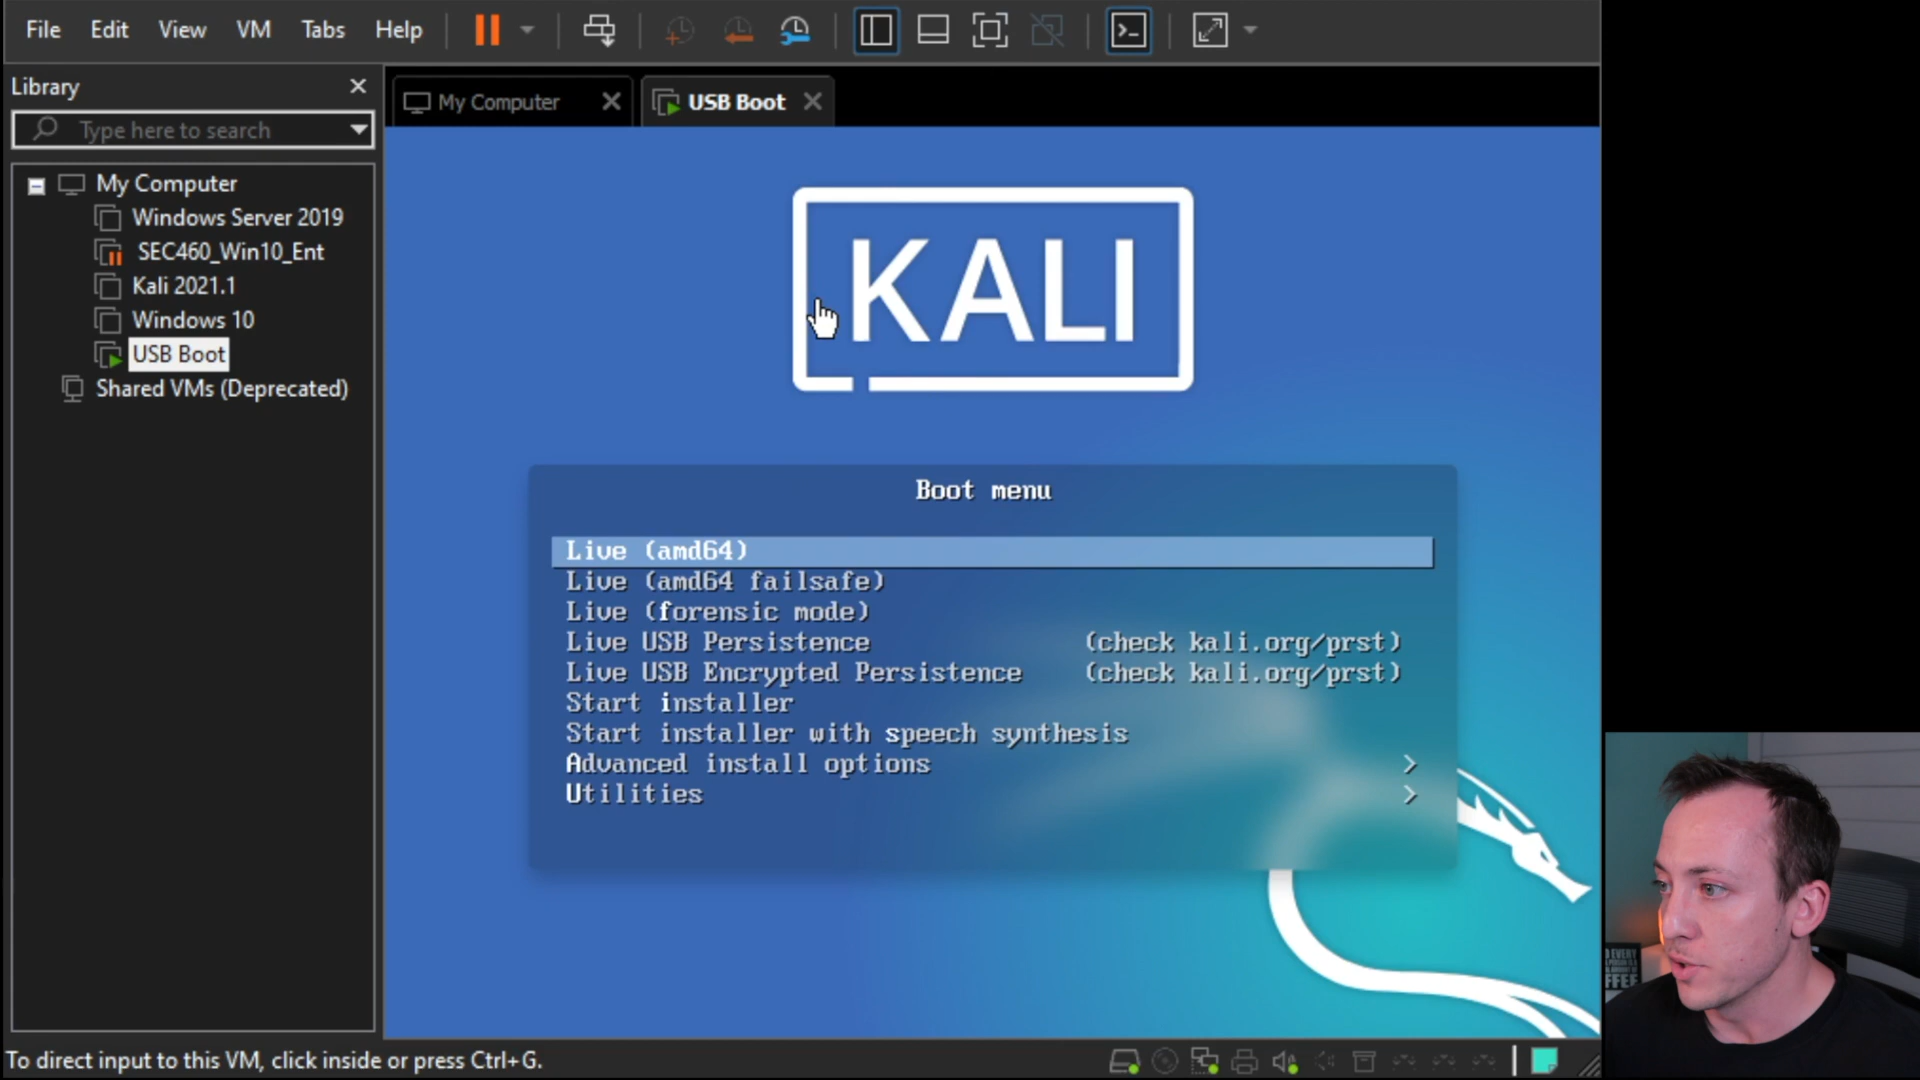 File Edit View VM Tabs Help
Library
Type here to search
My Computer
Windows Server 2019
SEC460_Win10_Ent
Kali 2021.1
Windows 10
USB Boot
Shared VMs (Deprecated)
My Computer
USB Boot
KALI
Boot menu
Live (amd64)
Live (amd64 failsafe)
Live (forensic mode)
Live USB Persistence (check kali.org/prst)
Live USB Encrypted Persistence (check kali.org/prst)
Start installer
Start installer with speech synthesis
Advanced install options >
Utilities >
To direct input to this VM, click inside or press Ctrl+G.